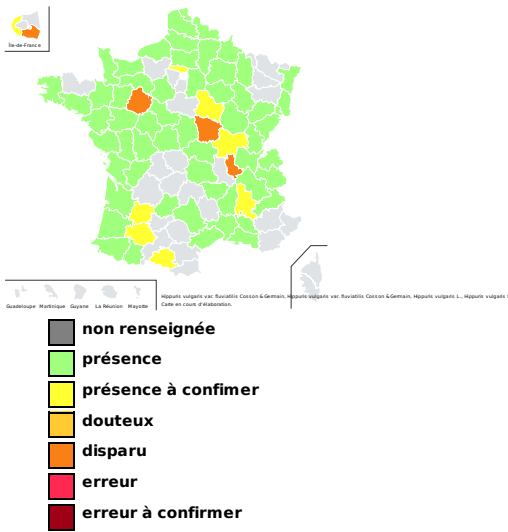 Île-de-France
Guadeloupe Martinique Guyane La Réunion Mayotte
Hippuris vulgaris var. fluviatilis Cosson & Germain, Hippuris vulgaris var. fluviatilis Cosson & Germain, Hippuris vulgaris L., Hippuris vulgaris
Carte en cours d'élaboration.
non renseignée
présence
présence à confimer
douteux
disparu
erreur
erreur à confirmer